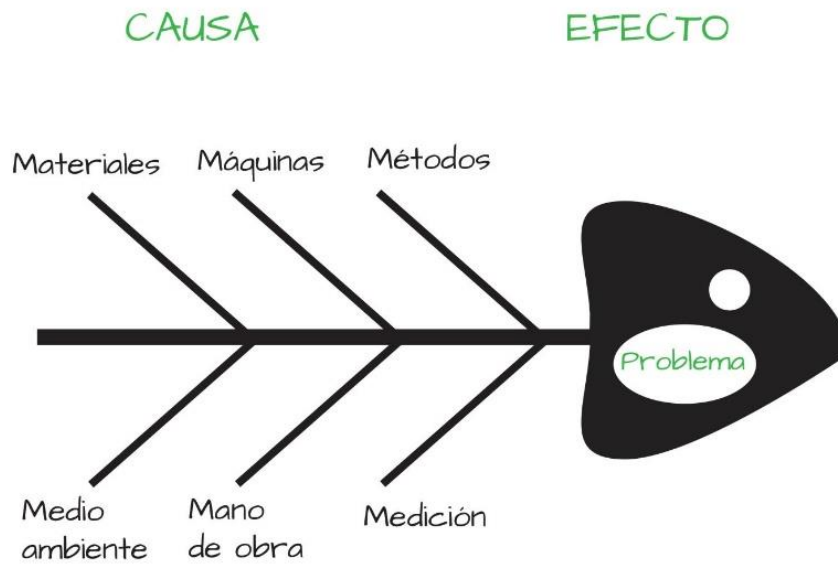 CAUSA
EFECTO
Materiales
Máquinas
Métodos
Problema
Medio
ambiente
Mano
de obra
Medición